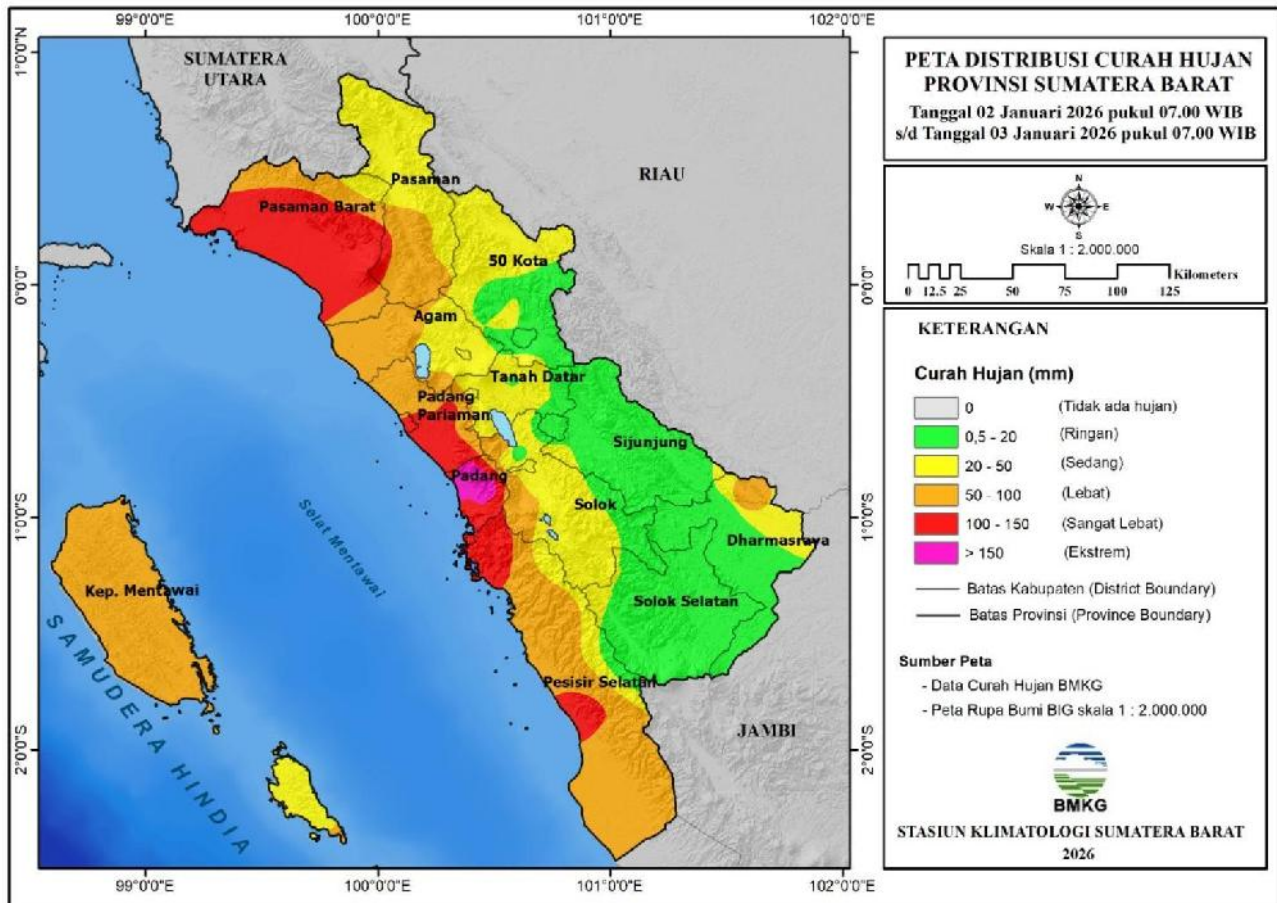 99°0'0"E
100°0'0"E
101°0'0"E
102°0'0"E
1°0'0"N
0°0'0"
1°0'0"S
2°0'0"S
SUMATERA
UTARA
RIAU
Pasaman
Pasaman Barat
50 Kota
Agam
Tanah Datar
Padang
Pariaman
Sijunjung
Padang
Solok
Dharmasraya
Selat Mentawai
Kep. Mentawai
Solok Selatan
Pesisir Selatan
JAMBI
SAMUDERA HINDIA
1°0'0"N
0°0'0"
1°0'0"S
2°0'0"S
99°0'0"E
100°0'0"E
101°0'0"E
102°0'0"E
PETA DISTRIBUSI CURAH HUJAN
PROVINSI SUMATERA BARAT
Tanggal 02 Januari 2026 pukul 07.00 WIB
s/d Tanggal 03 Januari 2026 pukul 07.00 WIB
N
W E
S
Skala 1 : 2.000.000
Kilometers
0 12.5 25 50 75 100 125
KETERANGAN
Curah Hujan (mm)
0 (Tidak ada hujan)
0,5 - 20 (Ringan)
20 - 50 (Sedang)
50 - 100 (Lebat)
100 - 150 (Sangat Lebat)
> 150 (Ekstrem)
Batas Kabupaten (District Boundary)
Batas Provinsi (Province Boundary)
Sumber Peta
- Data Curah Hujan BMKG
- Peta Rupa Bumi BIG skala 1 : 2.000.000
BMKG
STASIUN KLIMATOLOGI SUMATERA BARAT
2026